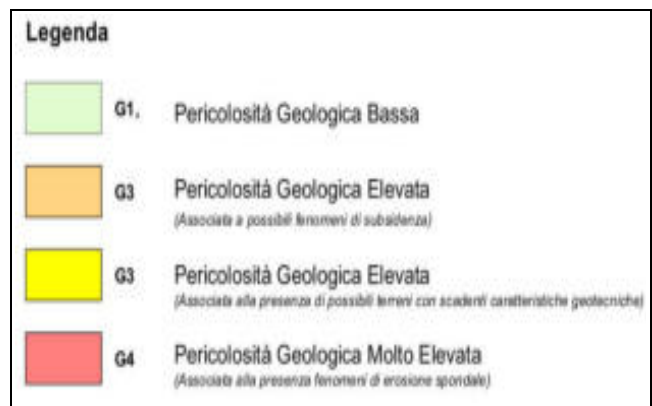 Legenda
G1. Pericolosità Geologica Bassa
G3 Pericolosità Geologica Elevata
(Associata a possibili fenomeni di subsidenza)
G3 Pericolosità Geologica Elevata
(Associata alla presenza di possibili terreni con scadenti caratteristiche geotecniche)
G4 Pericolosità Geologica Molto Elevata
(Associata alla presenza fenomeni di erosione spondale)